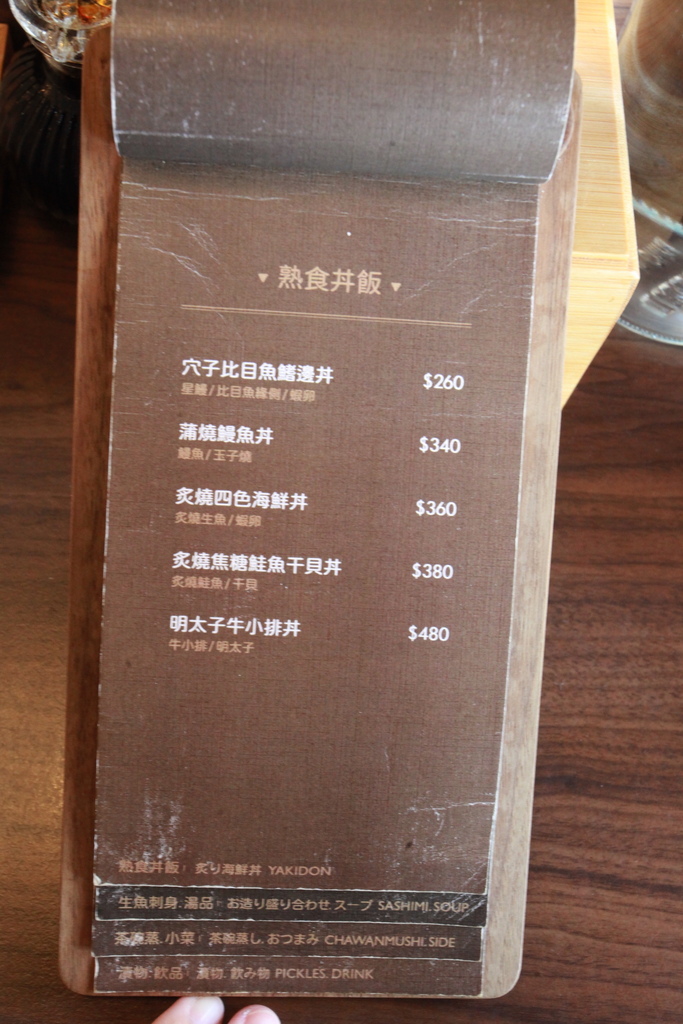 ▼ 熟食丼飯 ▼
穴子比目魚鰭邊丼 $260
星鰻/比目魚緣側/蝦卵
蒲燒鰻魚丼 $340
鰻魚/玉子燒
炙燒四色海鮮丼 $360
炙燒生魚/蝦卵
炙燒焦糖鮭魚干貝丼 $380
炙燒鮭魚/干貝
明太子牛小排丼 $480
牛小排/明太子
熟食丼飯 炙り海鮮丼 YAKIDON
生魚刺身.湯品 お造り盛り合わせ.スープ SASHIMI.SOUP
茶碗蒸.小菜 茶碗蒸し.おつまみ CHAWANMUSHI.SIDE
漬物.飲品 漬物.飲み物 PICKLES.DRINK